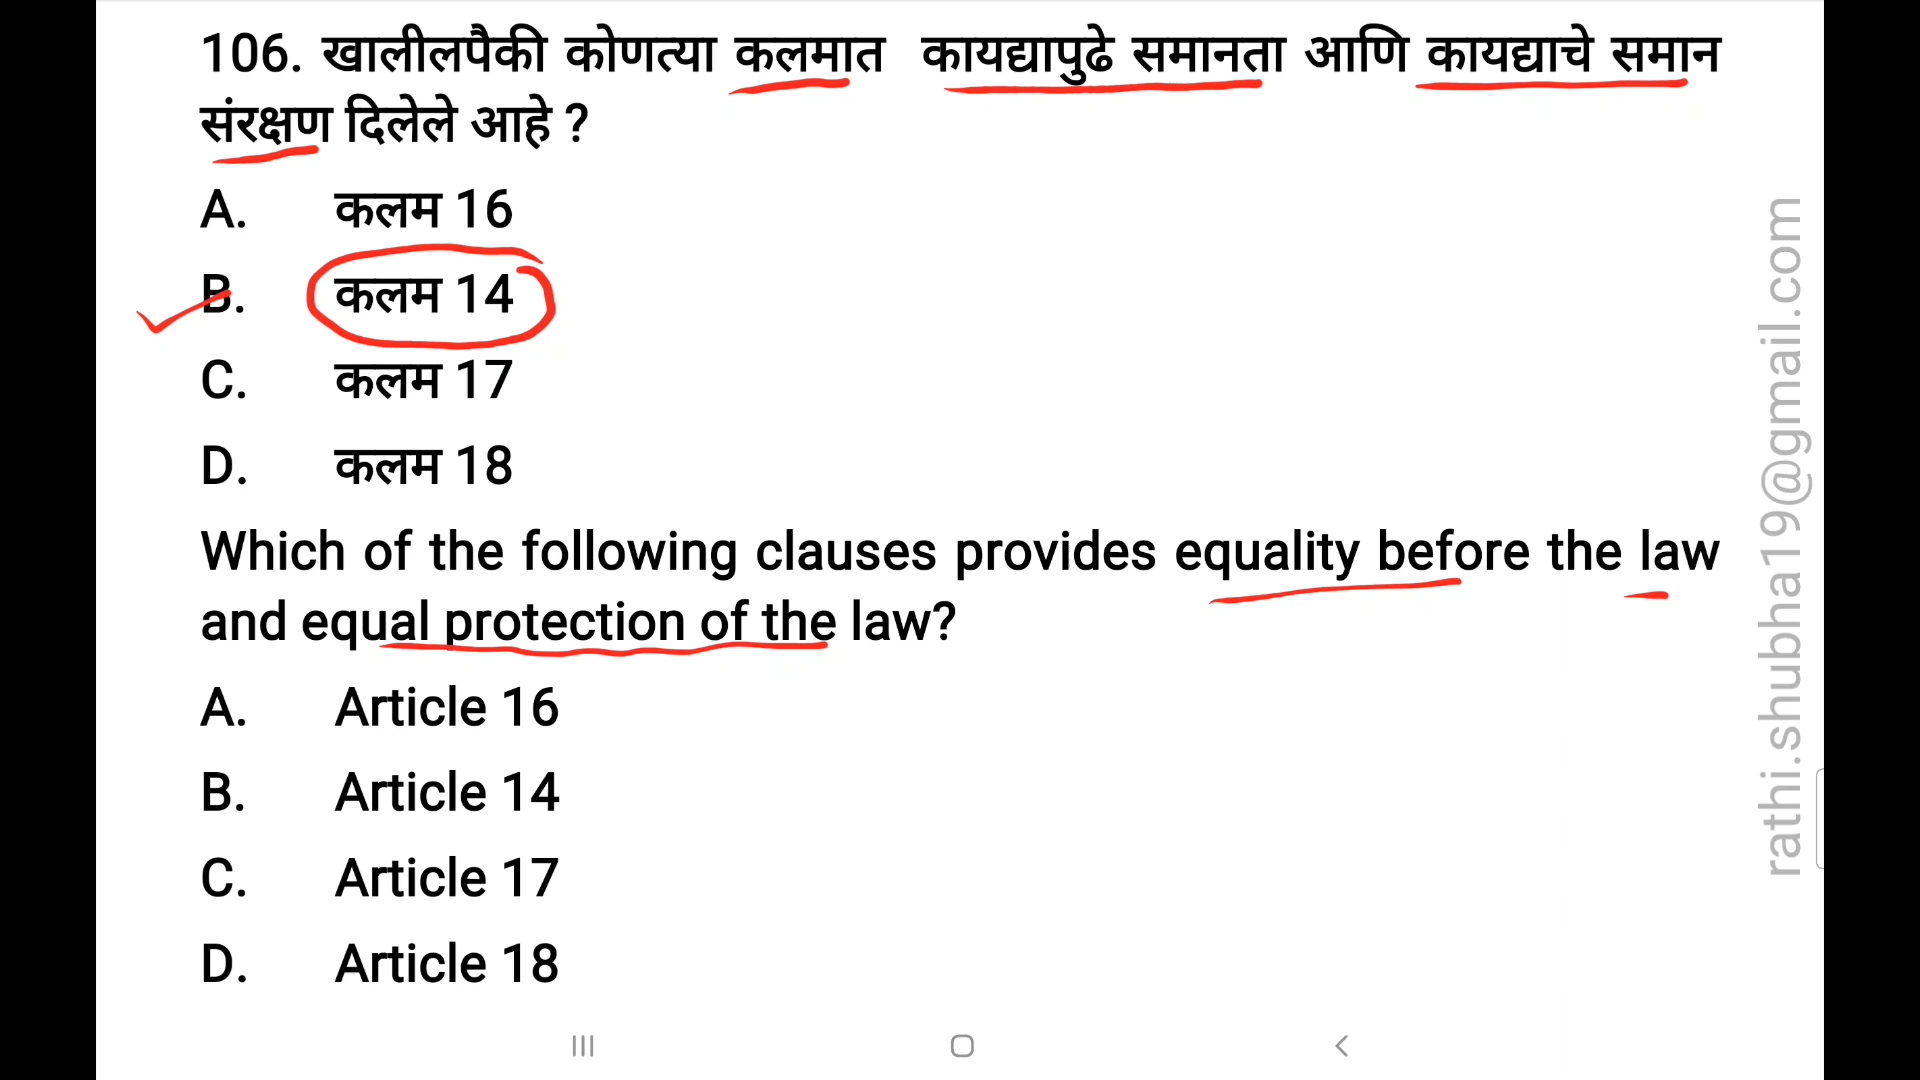 106. खालीलपैकी कोणत्या कलमात कायद्यापुढे समानता आणि कायद्याचे समान
संरक्षण दिलेले आहे ?
A. कलम 16
B. कलम 14
C. कलम 17
D. कलम 18
Which of the following clauses provides equality before the law
and equal protection of the law?
A. Article 16
B. Article 14
C. Article 17
D. Article 18
rathi.shubha19@gmail.com